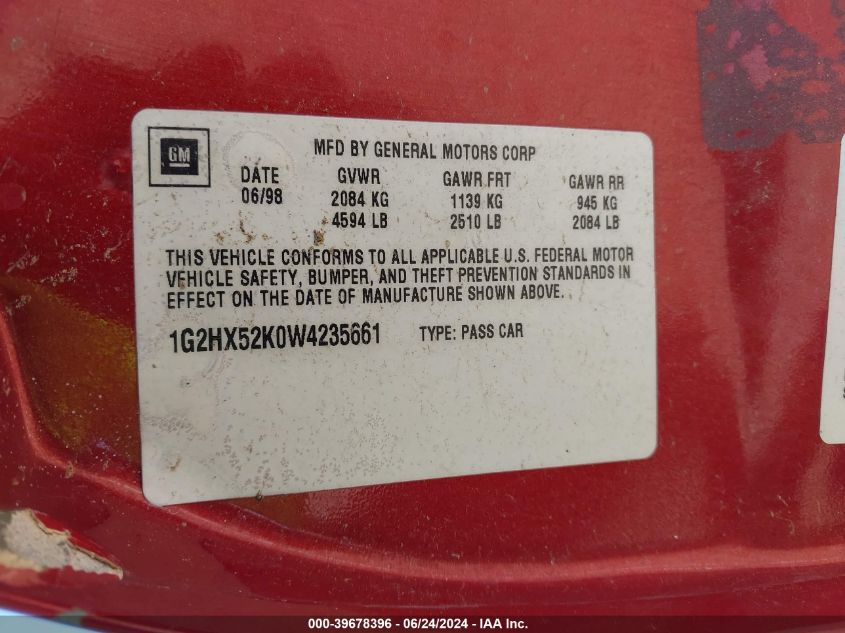 GM
MFD BY GENERAL MOTORS CORP
DATE GVWR GAWR FRT GAWR RR
06/98 2084 KG 1139 KG 945 KG
4594 LB 2510 LB 2084 LB
THIS VEHICLE CONFORMS TO ALL APPLICABLE U.S. FEDERAL MOTOR
VEHICLE SAFETY, BUMPER, AND THEFT PREVENTION STANDARDS IN
EFFECT ON THE DATE OF MANUFACTURE SHOWN ABOVE.
1G2HX52K0W4235661 TYPE: PASS CAR
000-39678396 - 06/24/2024 - IAA Inc.